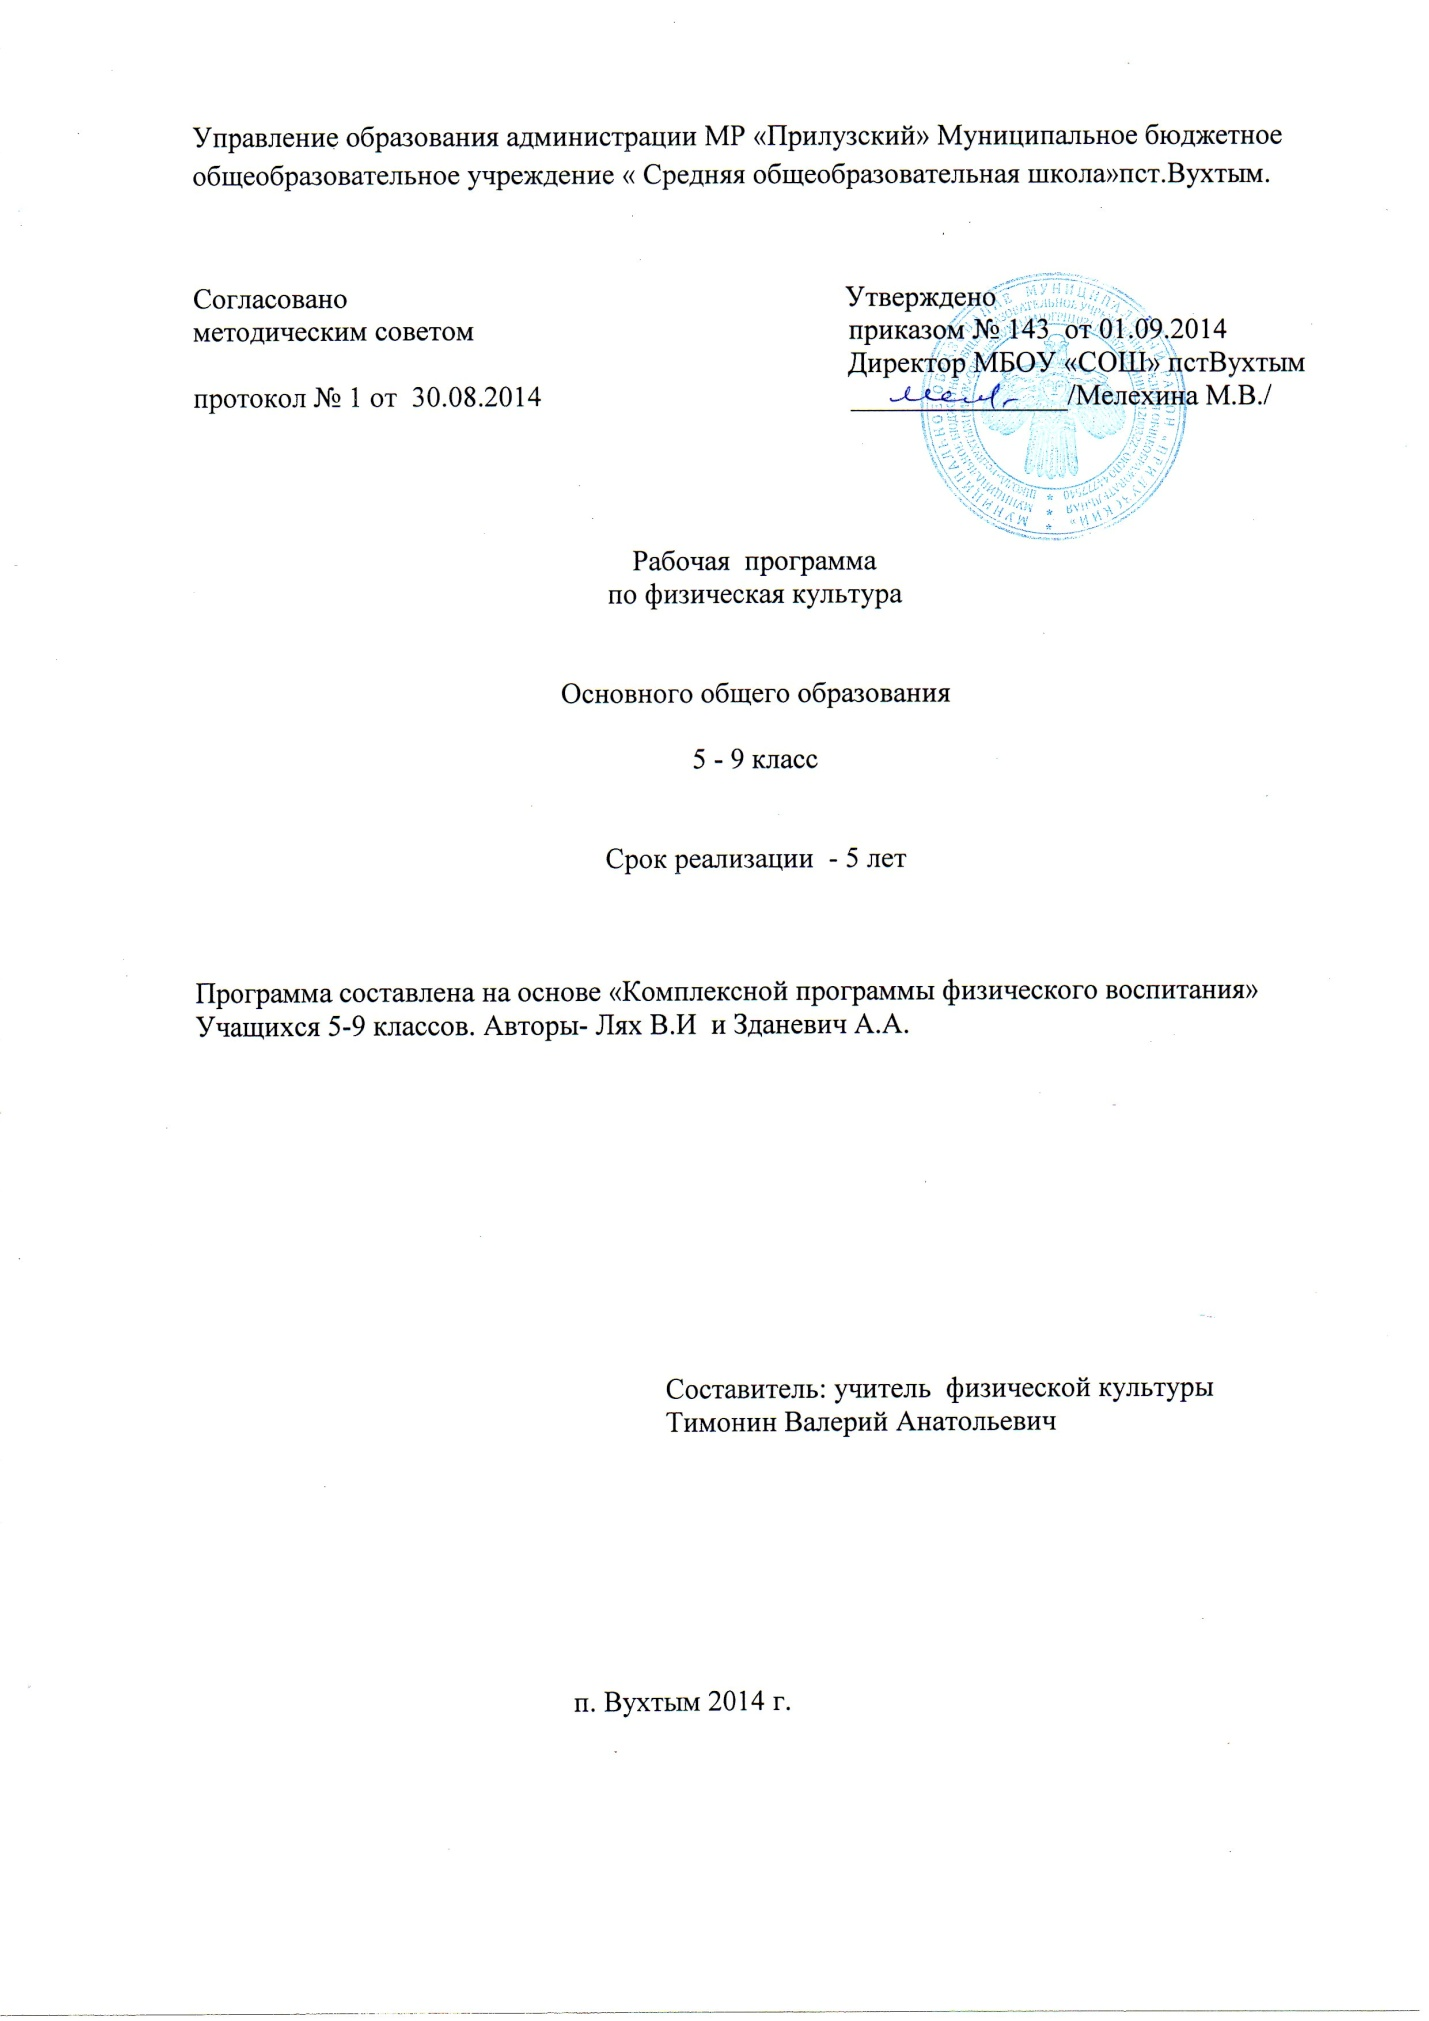 Управление образования администрации МР «Прилузский» Муниципальное бюджетное
общеобразовательное учреждение « Средняя общеобразовательная школа»пст.Вухтым.
Согласовано
методическим советом
протокол № 1 от 30.08.2014
Утверждено
приказом № 143 от 01.09.2014
Директор МБОУ «СОШ» пстВухтым
/Мелехина М.В./
Рабочая программа
по физическая культура
Основного общего образования
5 - 9 класс
Срок реализации - 5 лет
Программа составлена на основе «Комплексной программы физического воспитания»
Учащихся 5-9 классов. Авторы- Лях В.И и Зданевич А.А.
Составитель: учитель физической культуры
Тимонин Валерий Анатольевич
п. Вухтым 2014 г.